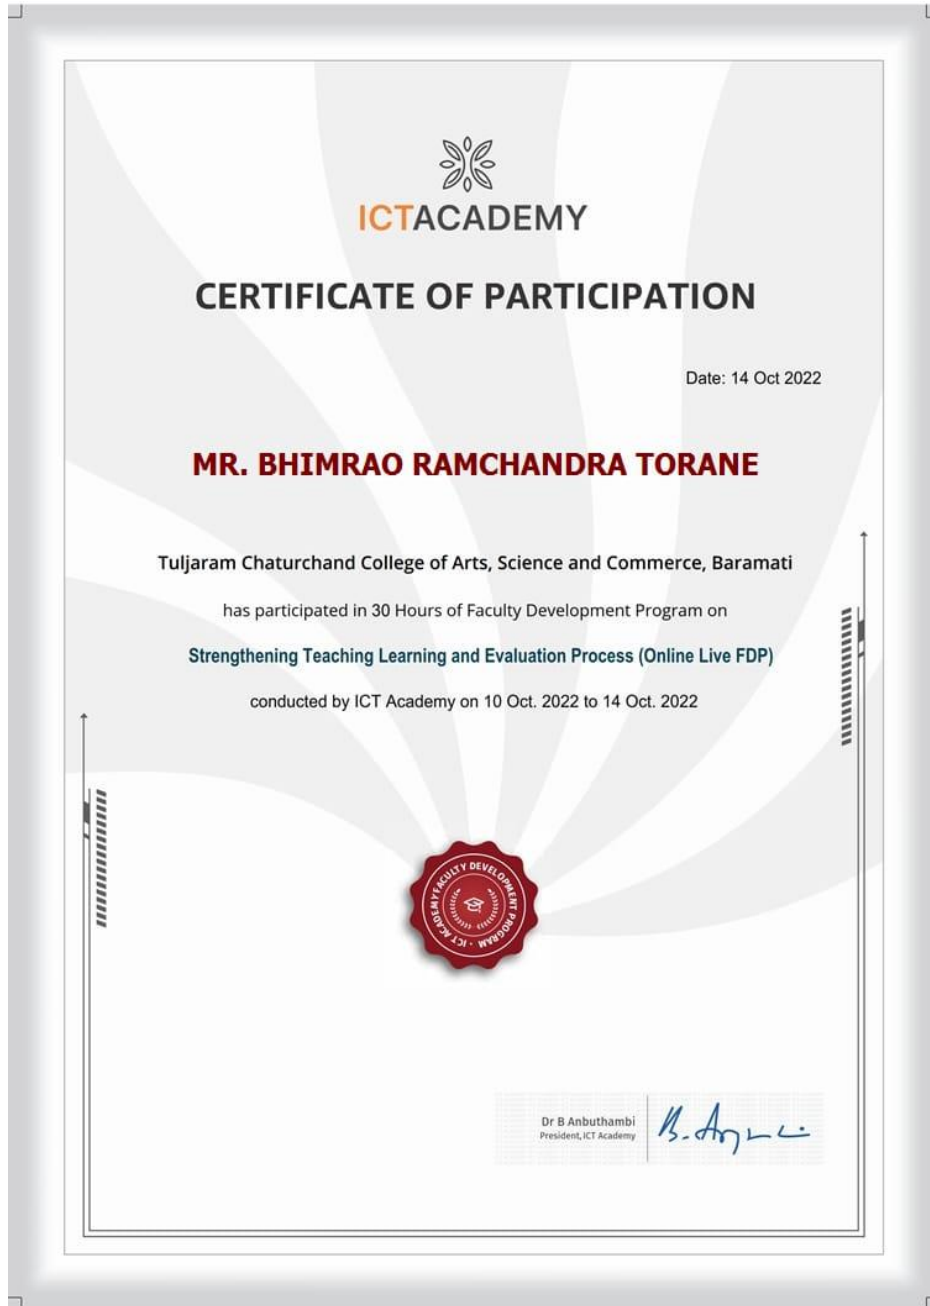 ICTACADEMY
CERTIFICATE OF PARTICIPATION
Date: 14 Oct 2022
MR. BHIMRAO RAMCHANDRA TORANE
Tuljaram Chaturchand College of Arts, Science and Commerce, Baramati
has participated in 30 Hours of Faculty Development Program on
Strengthening Teaching Learning and Evaluation Process (Online Live FDP)
conducted by ICT Academy on 10 Oct. 2022 to 14 Oct. 2022
ICT ACADEMY FACULTY DEVELOPMENT PROGRAM ·
Dr B Anbuthambi
President, ICT Academy